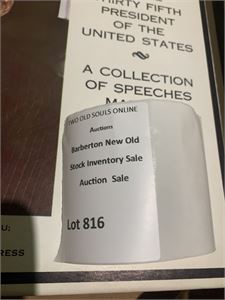 THIRTY FIFTH
PRESIDENT
OF THE
UNITED STATES
A COLLECTION
OF SPEECHES
TWO OLD SOULS ONLINE
Auctions
Barberton New Old
Stock Inventory Sale
Auction Sale
Lot 816